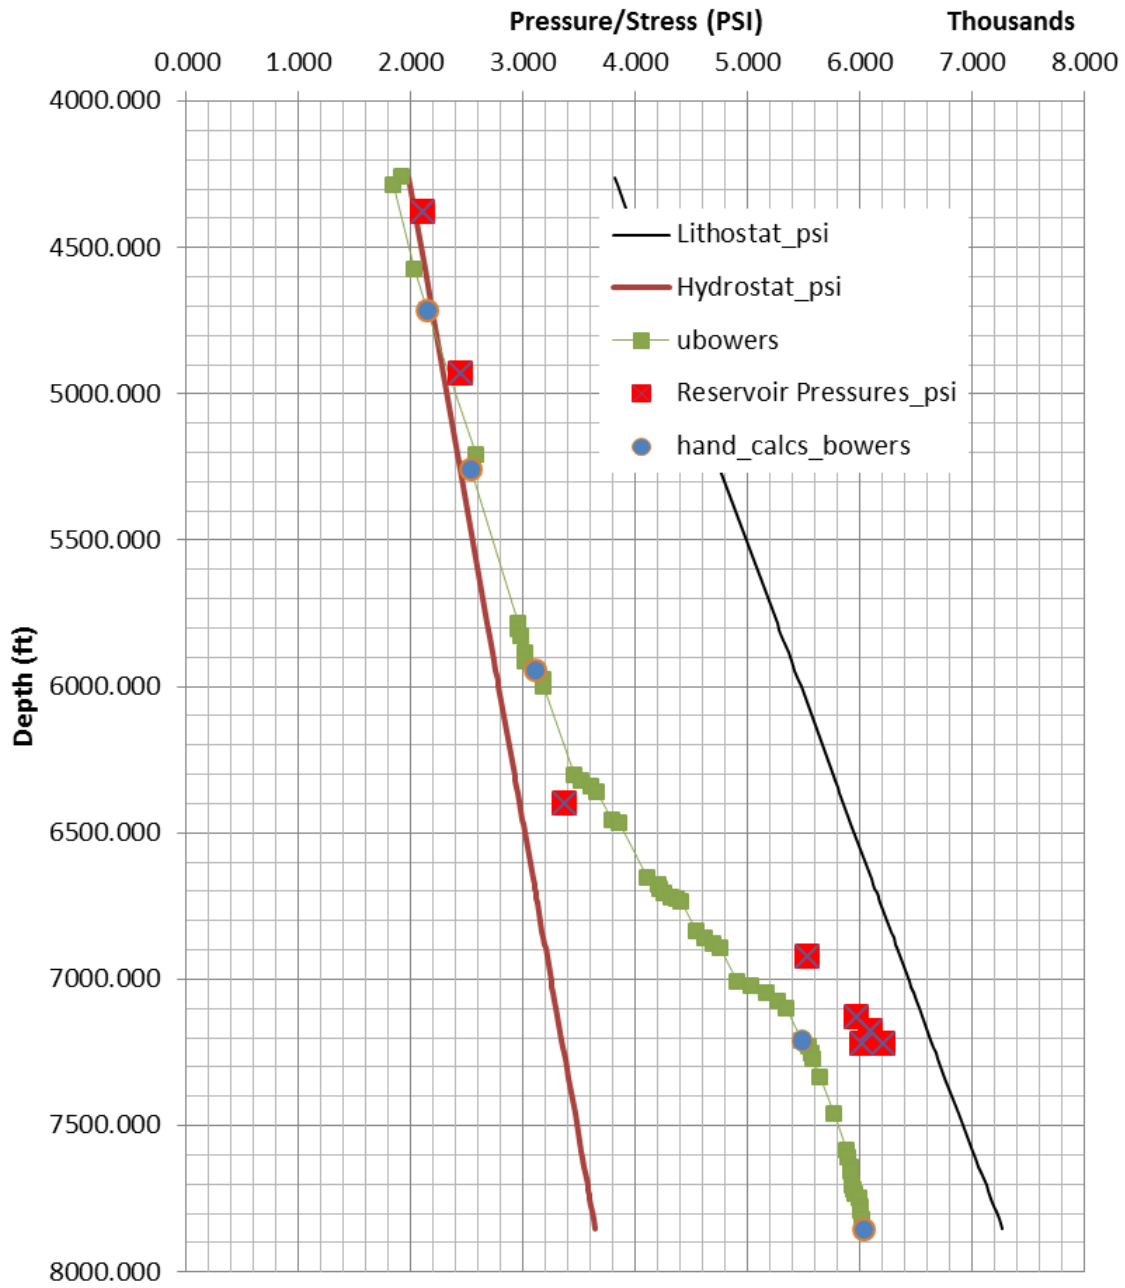 Pressure/Stress (PSI) Thousands
0.000 1.000 2.000 3.000 4.000 5.000 6.000 7.000 8.000
4000.000
4500.000
5000.000
5500.000
6000.000
6500.000
7000.000
7500.000
8000.000
Depth (ft)
Lithostat_psi
Hydrostat_psi
ubowers
Reservoir Pressures_psi
hand_calcs_bowers